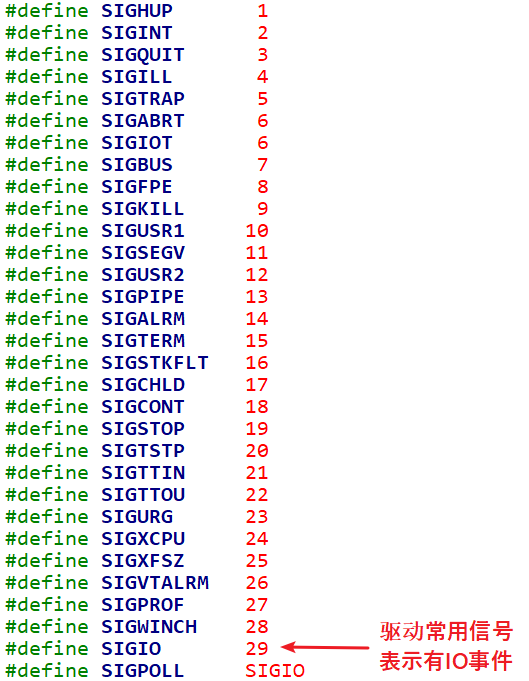 #define SIGHUP 1
#define SIGINT 2
#define SIGQUIT 3
#define SIGILL 4
#define SIGTRAP 5
#define SIGABRT 6
#define SIGIOT 6
#define SIGBUS 7
#define SIGFPE 8
#define SIGKILL 9
#define SIGUSR1 10
#define SIGSEGV 11
#define SIGUSR2 12
#define SIGPIPE 13
#define SIGALRM 14
#define SIGTERM 15
#define SIGSTKFLT 16
#define SIGCHLD 17
#define SIGCONT 18
#define SIGSTOP 19
#define SIGTSTP 20
#define SIGTTIN 21
#define SIGTTOU 22
#define SIGURG 23
#define SIGXCPU 24
#define SIGXFSZ 25
#define SIGVTALRM 26
#define SIGPROF 27
#define SIGWINCH 28
#define SIGIO 29
#define SIGPOLL SIGIO
驱动常用信号
表示有IO事件